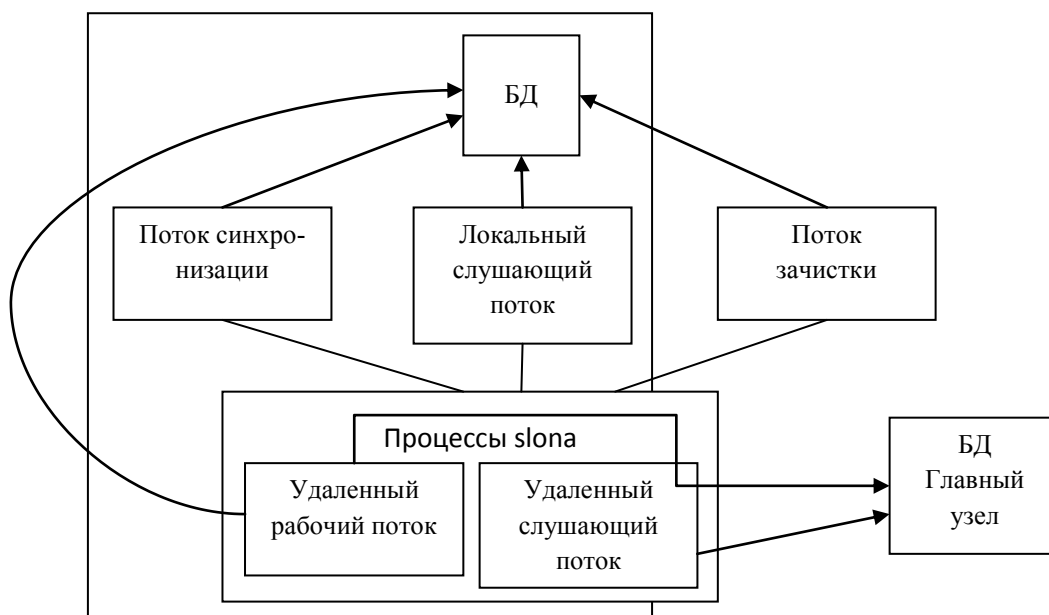 БД
Поток синхро-
низации
Локальный
слушающий
поток
Поток
зачистки
Процессы slona
Удаленный
рабочий поток
Удаленный
слушающий
поток
БД
Главный
узел